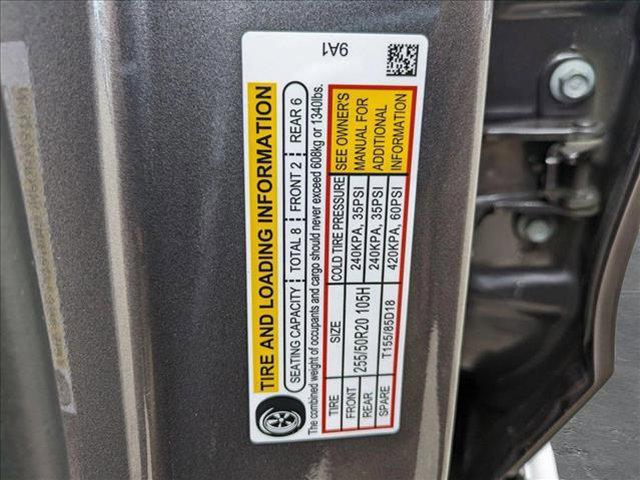 9A1
TIRE AND LOADING INFORMATION
SEATING CAPACITY TOTAL 8 FRONT 2 REAR 6
The combined weight of occupants and cargo should never exceed 608kg or 1340lbs.
TIRE SIZE COLD TIRE PRESSURE SEE OWNER'S
FRONT 255/50R20 105H 240KPA, 35PSI MANUAL FOR
REAR 240KPA, 35PSI ADDITIONAL
SPARE T155/85D18 420KPA, 60PSI INFORMATION